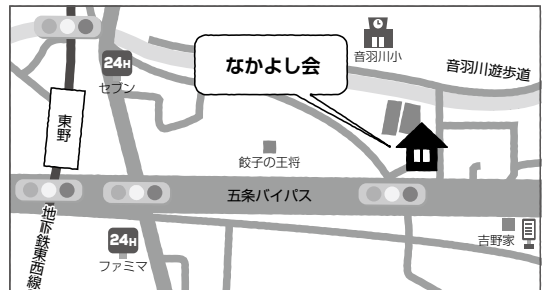 音羽川小
音羽川遊歩道
24H
セブン
なかよし会
東野
餃子の王将
五条バイパス
吉野家
24H
ファミマ
地下鉄東西線